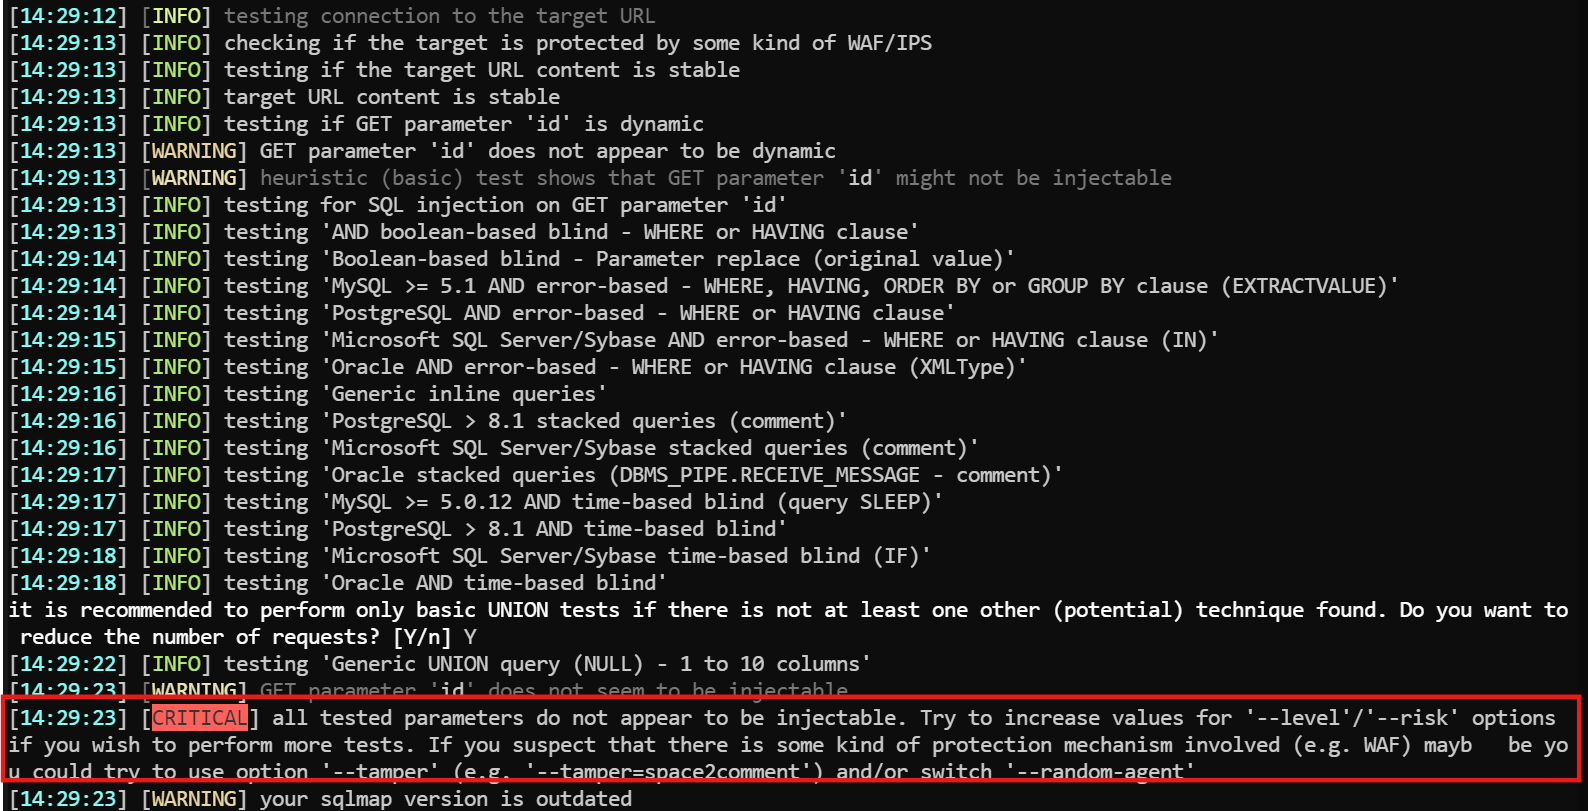 [14:29:12] [INFO] testing connection to the target URL
[14:29:13] [INFO] checking if the target is protected by some kind of WAF/IPS
[14:29:13] [INFO] testing if the target URL content is stable
[14:29:13] [INFO] target URL content is stable
[14:29:13] [INFO] testing if GET parameter 'id' is dynamic
[14:29:13] [WARNING] GET parameter 'id' does not appear to be dynamic
[14:29:13] [WARNING] heuristic (basic) test shows that GET parameter 'id' might not be injectable
[14:29:13] [INFO] testing for SQL injection on GET parameter 'id'
[14:29:13] [INFO] testing 'AND boolean-based blind - WHERE or HAVING clause'
[14:29:14] [INFO] testing 'Boolean-based blind - Parameter replace (original value)'
[14:29:14] [INFO] testing 'MySQL >= 5.1 AND error-based - WHERE, HAVING, ORDER BY or GROUP BY clause (EXTRACTVALUE)'
[14:29:14] [INFO] testing 'PostgreSQL AND error-based - WHERE or HAVING clause'
[14:29:15] [INFO] testing 'Microsoft SQL Server/Sybase AND error-based - WHERE or HAVING clause (IN)'
[14:29:15] [INFO] testing 'Oracle AND error-based - WHERE or HAVING clause (XMLType)'
[14:29:16] [INFO] testing 'Generic inline queries'
[14:29:16] [INFO] testing 'PostgreSQL > 8.1 stacked queries (comment)'
[14:29:16] [INFO] testing 'Microsoft SQL Server/Sybase stacked queries (comment)'
[14:29:17] [INFO] testing 'Oracle stacked queries (DBMS_PIPE.RECEIVE_MESSAGE - comment)'
[14:29:17] [INFO] testing 'MySQL >= 5.0.12 AND time-based blind (query SLEEP)'
[14:29:17] [INFO] testing 'PostgreSQL > 8.1 AND time-based blind'
[14:29:18] [INFO] testing 'Microsoft SQL Server/Sybase time-based blind (IF)'
[14:29:18] [INFO] testing 'Oracle AND time-based blind'
it is recommended to perform only basic UNION tests if there is not at least one other (potential) technique found. Do you want to
reduce the number of requests? [Y/n] Y
[14:29:22] [INFO] testing 'Generic UNION query (NULL) - 1 to 10 columns'
[14:29:23] [WARNING] GET parameter 'id' does not seem to be injectable
[14:29:23] [CRITICAL] all tested parameters do not appear to be injectable. Try to increase values for '--level'/'--risk' options
if you wish to perform more tests. If you suspect that there is some kind of protection mechanism involved (e.g. WAF) mayb   be yo
u could try to use option '--tamper' (e.g. '--tamper=space2comment') and/or switch '--random-agent'
[14:29:23] [WARNING] your sqlmap version is outdated